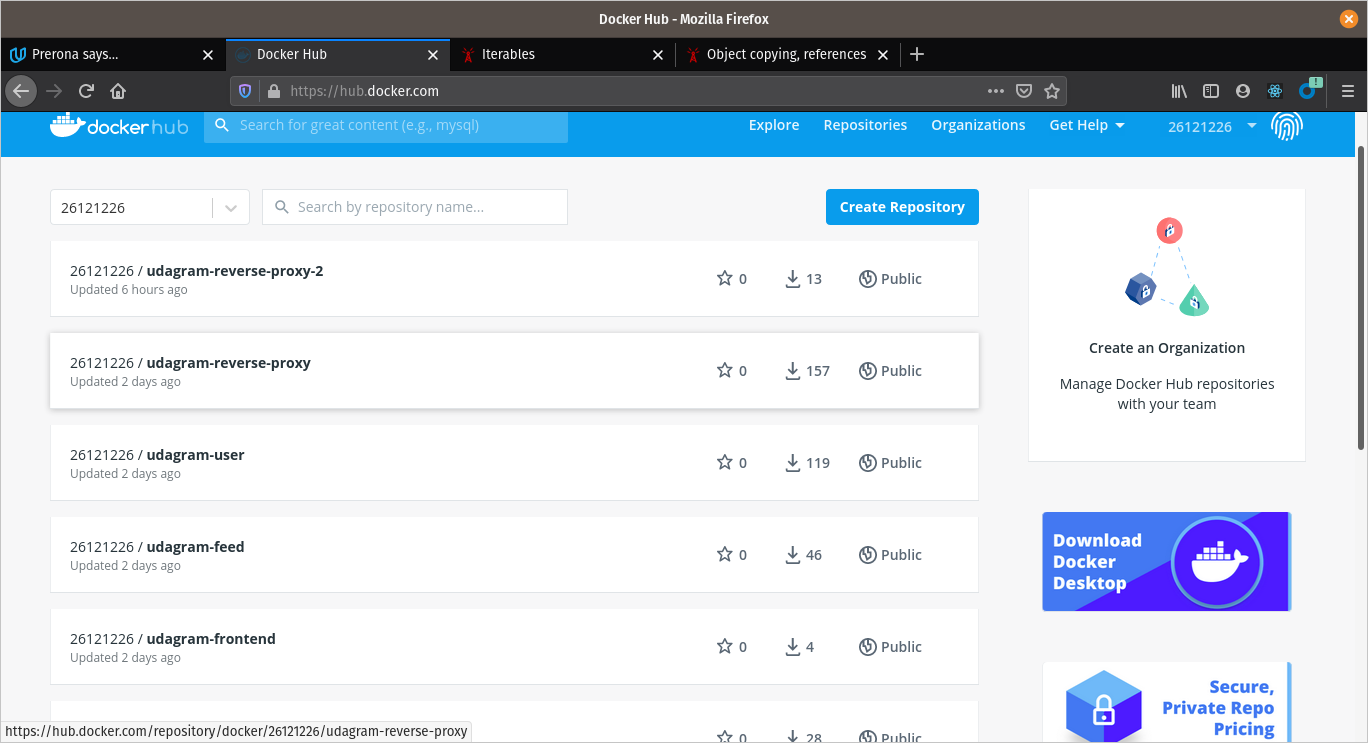 Docker Hub - Mozilla Firefox
Prerona says...
Docker Hub
Iterables
Object copying, references
https://hub.docker.com
docker hub
Search for great content (e.g., mysql)
Explore
Repositories
Organizations
Get Help
26121226
26121226
Search by repository name...
Create Repository
26121226 / udagram-reverse-proxy-2
Updated 6 hours ago
0
13
Public
26121226 / udagram-reverse-proxy
Updated 2 days ago
0
157
Public
26121226 / udagram-user
Updated 2 days ago
0
119
Public
26121226 / udagram-feed
Updated 2 days ago
0
46
Public
26121226 / udagram-frontend
Updated 2 days ago
0
4
Public
0
28
Public
Create an Organization
Manage Docker Hub repositories
with your team
Download
Docker
Desktop
Secure,
Private Repo
Pricing
https://hub.docker.com/repository/docker/26121226/udagram-reverse-proxy